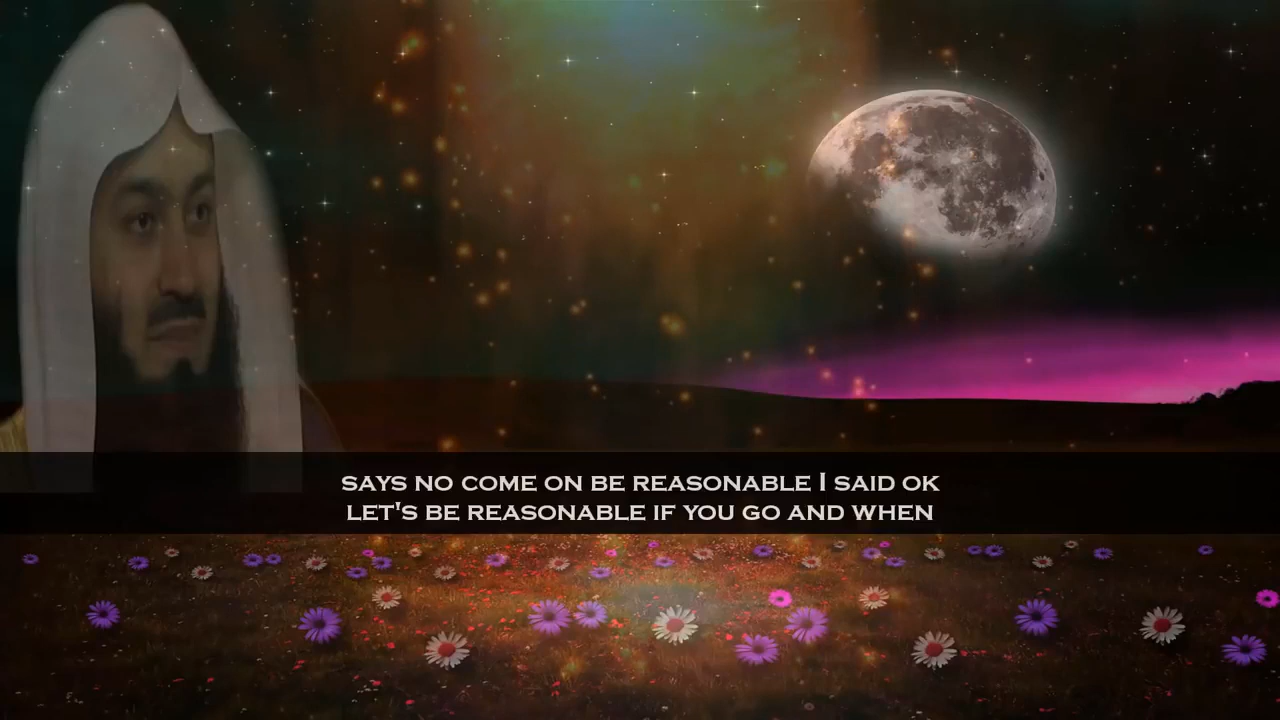 SAYS NO COME ON BE REASONABLE I SAID OK
LET'S BE REASONABLE IF YOU GO AND WHEN